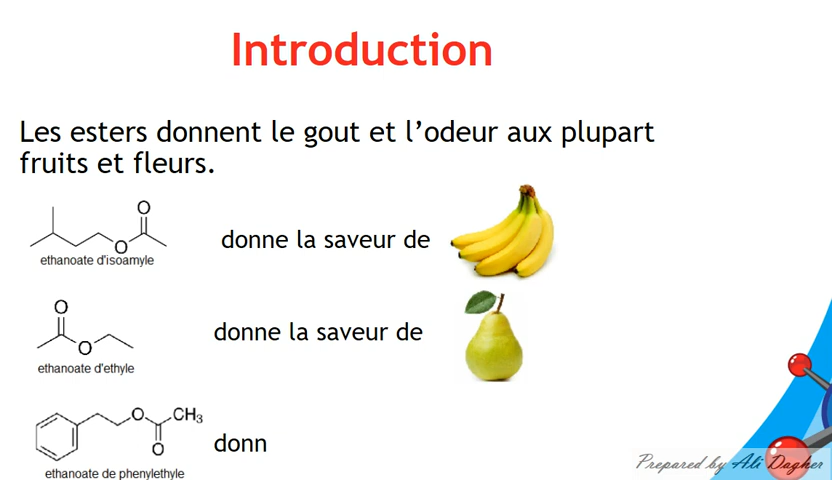 Introduction
Les esters donnent le gout et l’odeur aux plupart
fruits et fleurs.
O
O
ethanoate d'isoamyle
donne la saveur de
O
O
ethanoate d'ethyle
donne la saveur de
O
CH3
O
ethanoate de phenylethyle
donn
Prepared by Ali Dagher